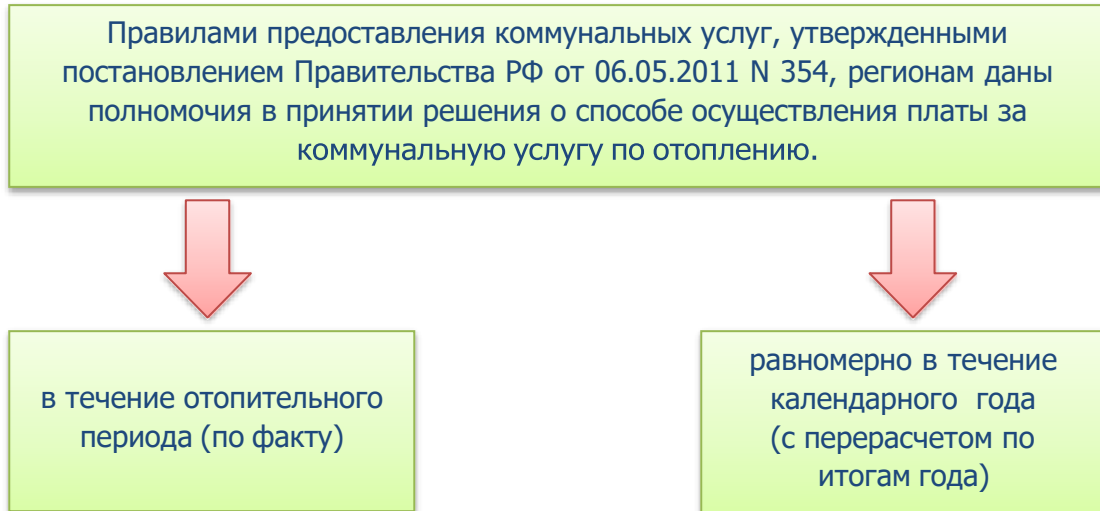 Правилами предоставления коммунальных услуг, утвержденными
постановлением Правительства РФ от 06.05.2011 N 354, регионам даны
полномочия в принятии решения о способе осуществления платы за
коммунальную услугу по отоплению.
в течение отопительного
периода (по факту)
равномерно в течение
календарного года
(с перерасчетом по
итогам года)